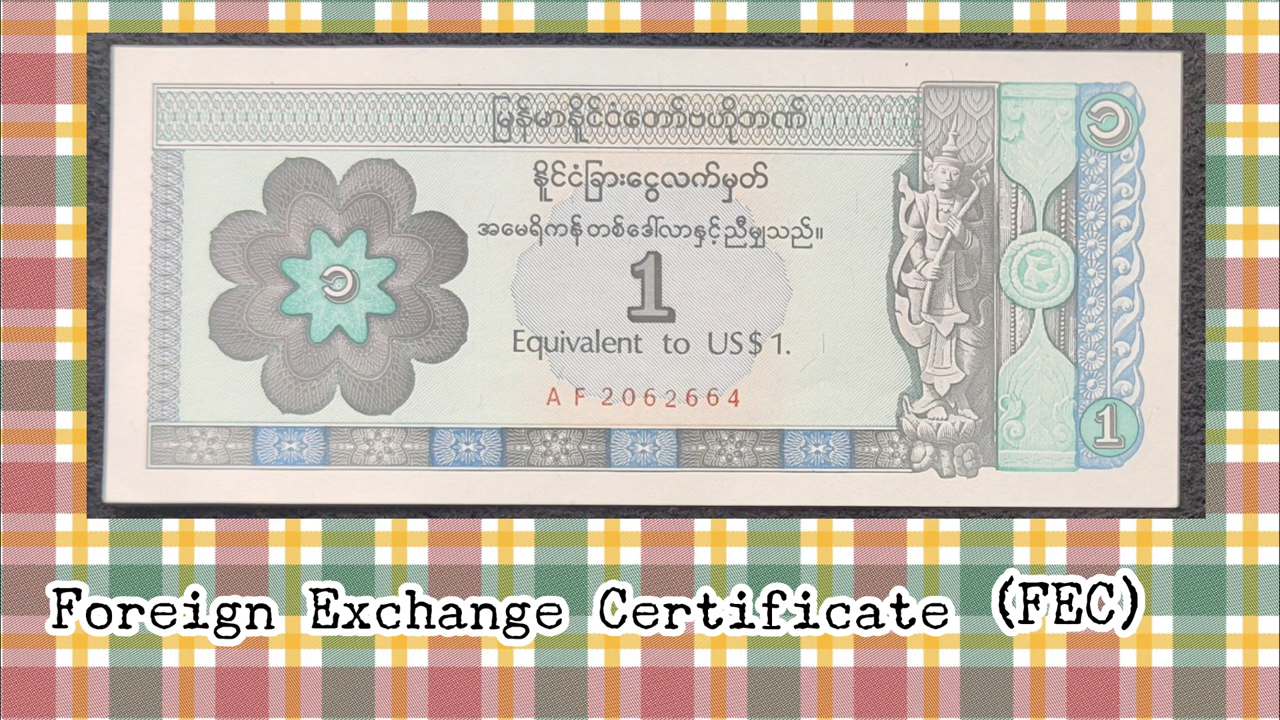 မြန်မာနိုင်ငံတော်ဗဟိုဘဏ်
၁
နိုင်ငံခြားငွေလက်မှတ်
အမေရိကန်တစ်ဒေါ်လာနှင့်ညီမျှသည်။
၁
1
Equivalent to US$1.
AF2062664
1
Foreign Exchange Certificate (FEC)